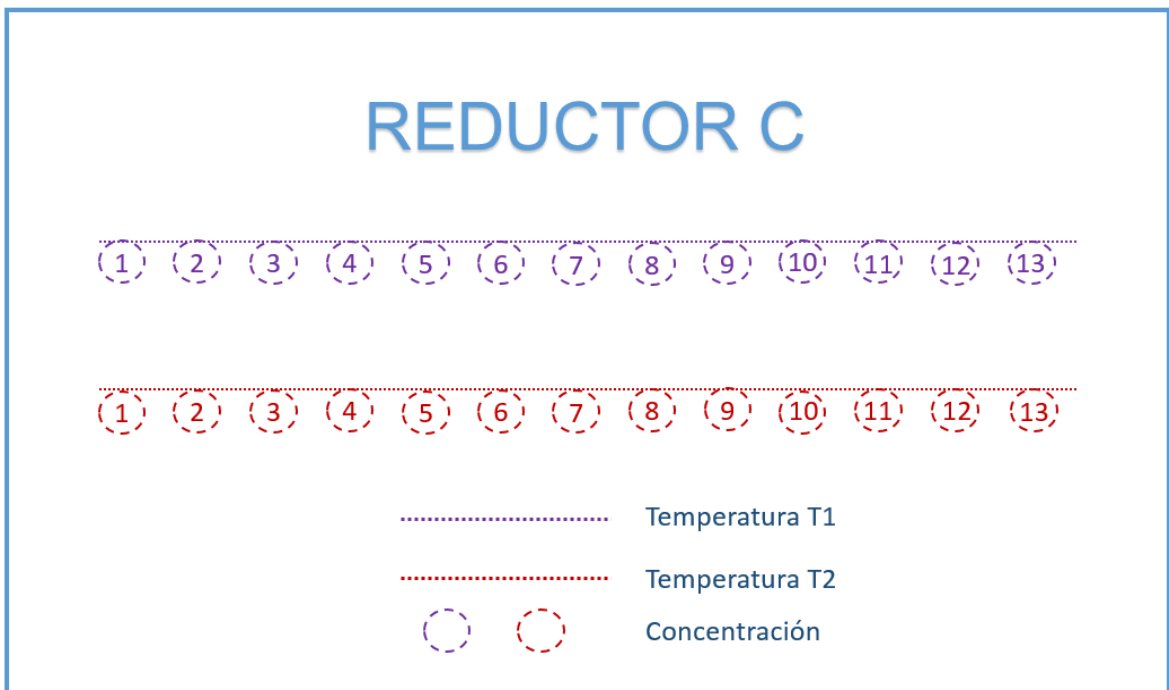 REDUCTOR C
1 2 3 4 5 6 7 8 9 10 11 12 13
1 2 3 4 5 6 7 8 9 10 11 12 13
Temperatura T1
Temperatura T2
Concentración